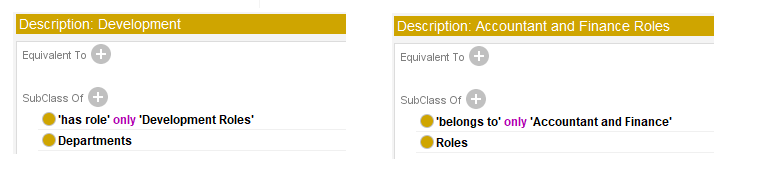 Description: Development
Equivalent To
SubClass Of
'has role' only 'Development Roles'
Departments
Description: Accountant and Finance Roles
Equivalent To
SubClass Of
'belongs to' only 'Accountant and Finance'
Roles